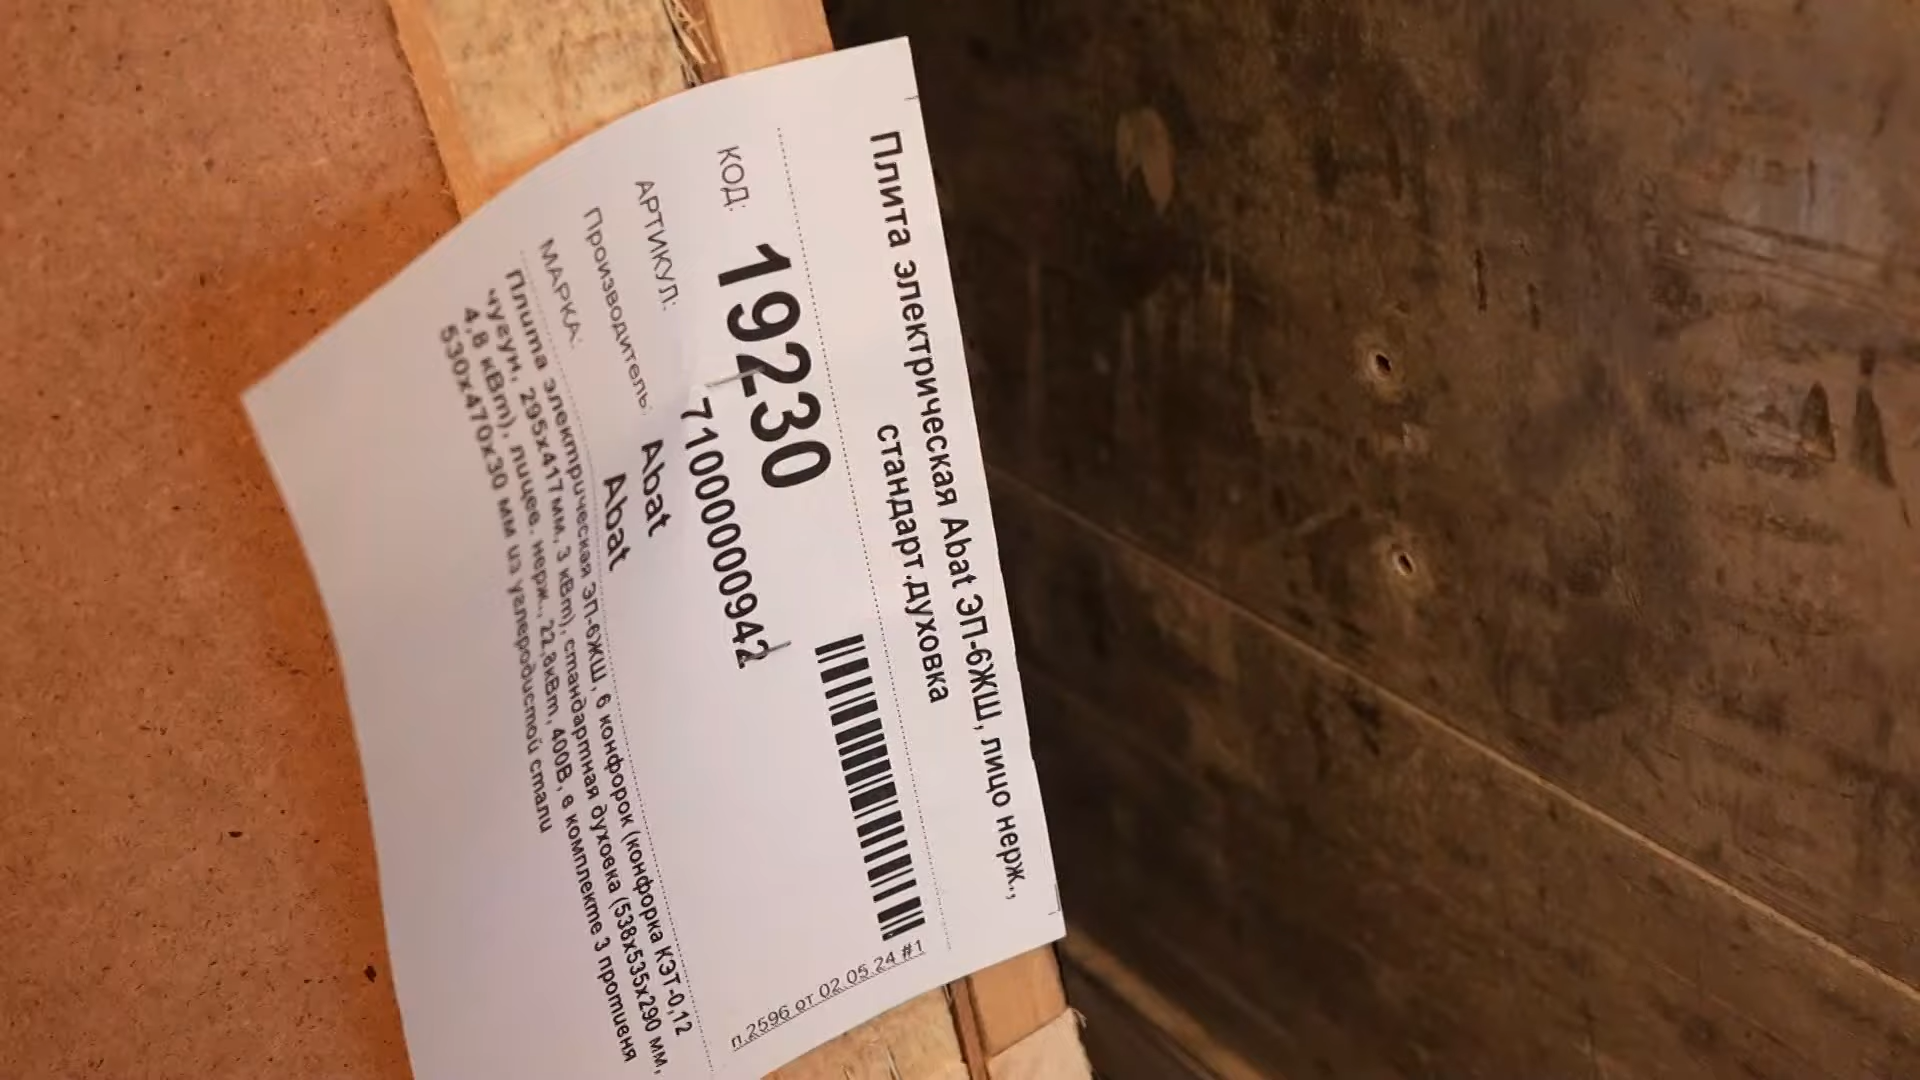 Плита электрическая Abat ЭП-6ЖШ, лицо нерж.,
стандарт.духовка
КОД: 19230
АРТИКУЛ: 71000000942
Производитель: Abat
МАРКА: Abat
п.2596 от 02.05.24 #1
Плита электрическая ЭП-6ЖШ, 6 конфорок (конфорка КЭТ-0,12
чугун, 295х417мм, 3 кВт), стандартная духовка (538х535х290 мм,
4,8 кВт), лицев. нерж., 22,8кВт, 400В, в комплекте 3 противня
530х470х30 мм из углеродистой стали